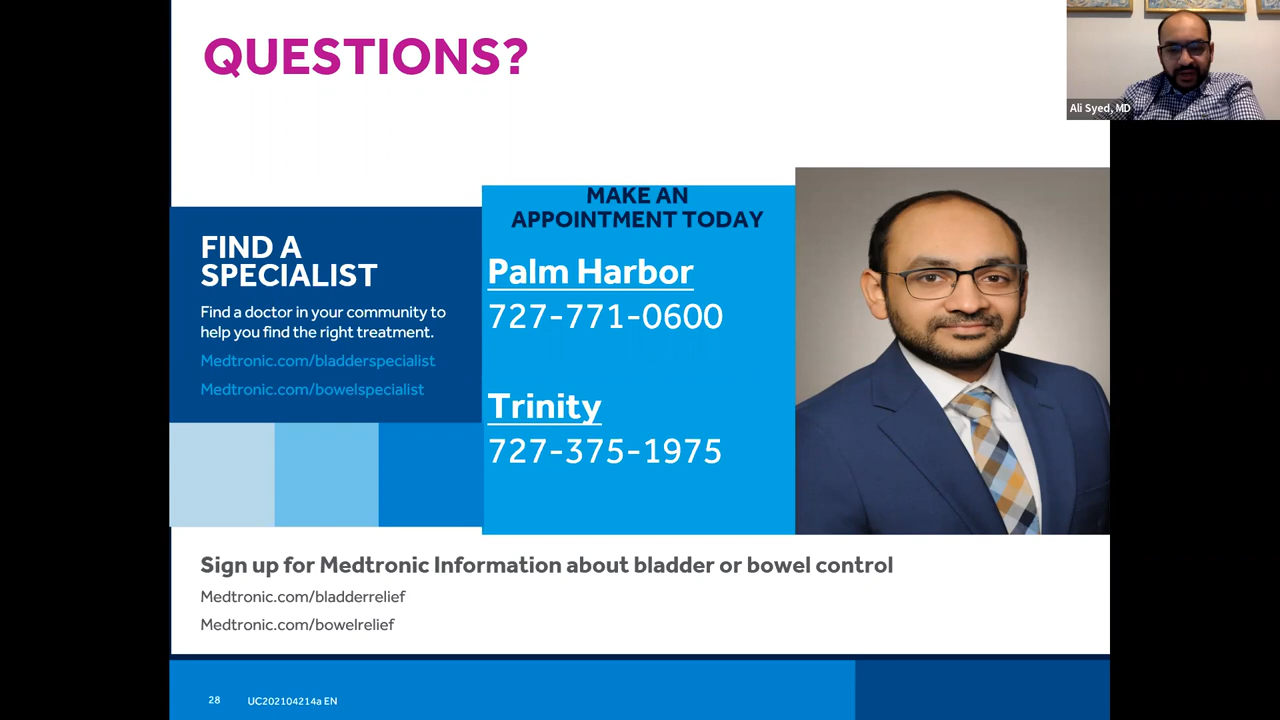 QUESTIONS?
Ali Syed, MD
FIND A
SPECIALIST
Find a doctor in your community to
help you find the right treatment.
Medtronic.com/bladderspecialist
Medtronic.com/bowelspecialist
MAKE AN
APPOINTMENT TODAY
Palm Harbor
727-771-0600
Trinity
727-375-1975
Sign up for Medtronic Information about bladder or bowel control
Medtronic.com/bladderrelief
Medtronic.com/bowelrelief
28 UC202104214a EN